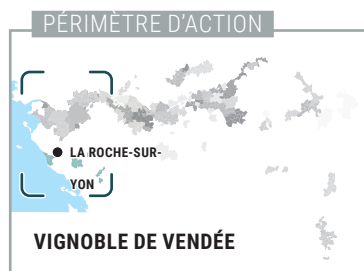 PÉRIMÈTRE D'ACTION
LA ROCHE-SUR-
YON
VIGNOBLE DE VENDÉE